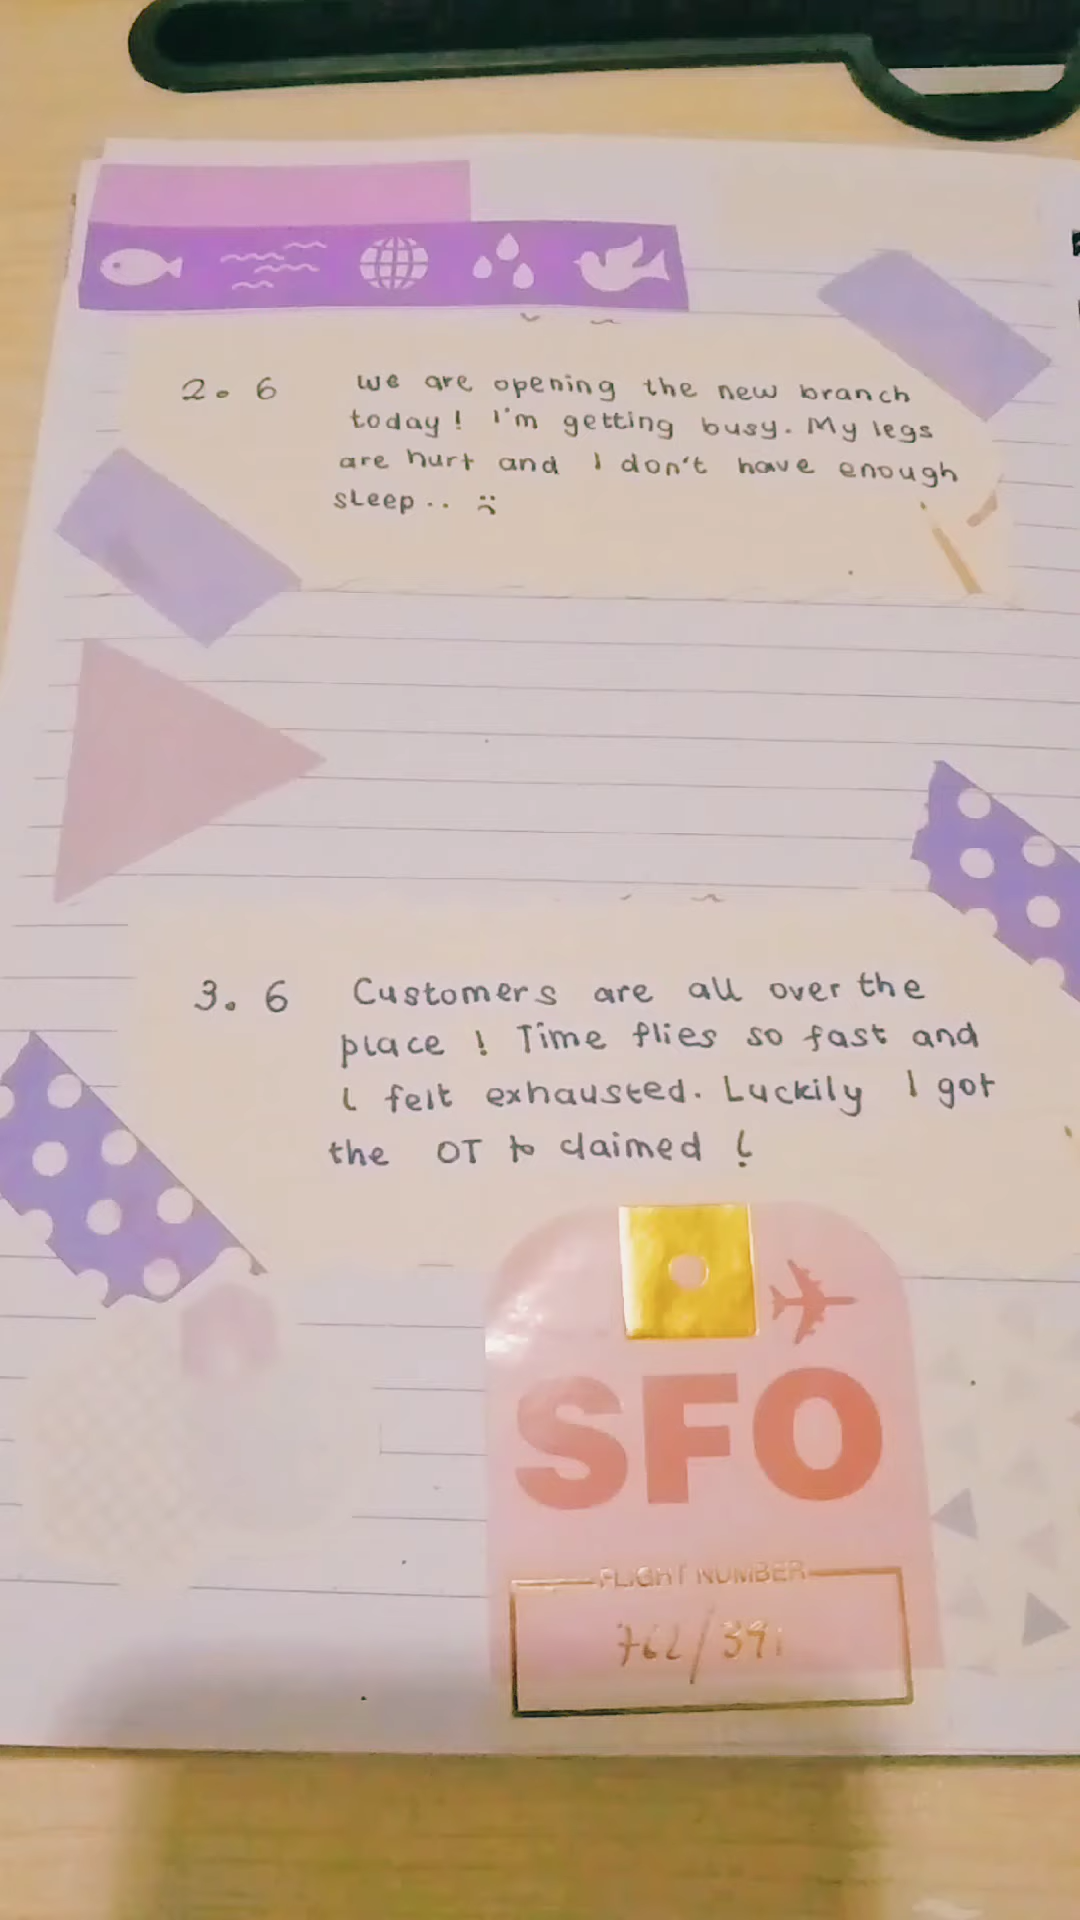 2. 6 We are opening the new branch
today! I'm getting busy. My legs
are hurt and I don't have enough
sleep.. :(
3. 6 Customers are all over the
place! Time flies so fast and
I felt exhausted. Luckily I got
the OT to claimed!
SFO
FLIGHT NUMBER
762/391